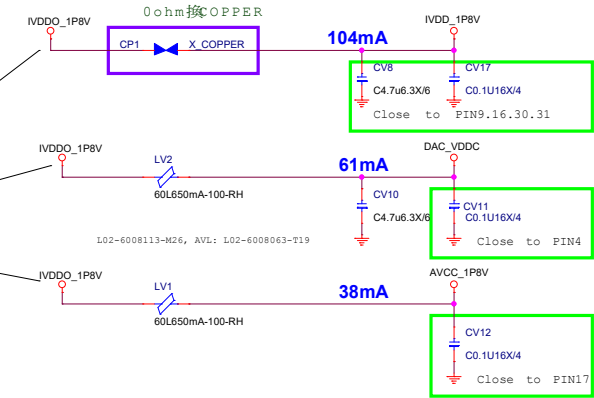 0ohm換COPPER
IVDDO_1P8V
IVDD_1P8V
CP1
X_COPPER
104mA
CV8
CV17
C4.7u6.3X/6
C0.1U16X/4
Close to PIN9.16.30.31
IVDDO_1P8V
DAC_VDDC
LV2
61mA
60L650mA-100-RH
CV10
CV11
C4.7u6.3X/6
C0.1U16X/4
L02-6008113-M26, AVL: L02-6008063-T19
Close to PIN4
IVDDO_1P8V
AVCC_1P8V
LV1
38mA
60L650mA-100-RH
CV12
C0.1U16X/4
Close to PIN17